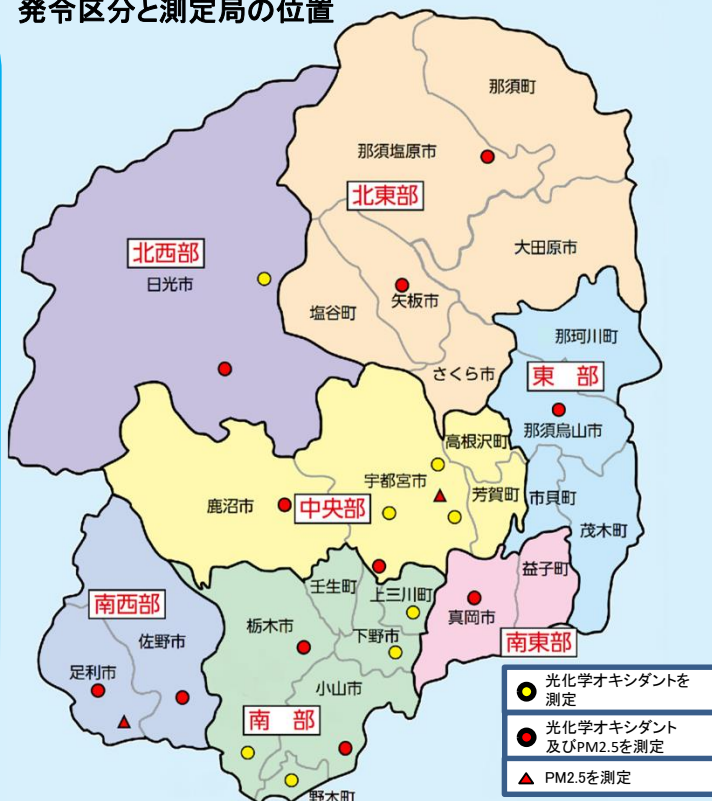 発令区分と測定局の位置
那須町
那須塩原市
北東部
大田原市
北西部
日光市
矢板市
塩谷町
那珂川町
さくら市
東 部
那須烏山市
高根沢町
宇都宮市
芳賀町
市貝町
鹿沼市
中央部
茂木町
益子町
壬生町
上三川町
南西部
真岡市
栃木市
下野市
佐野市
南東部
足利市
小山市
南 部
野木町
光化学オキシダントを
測定
光化学オキシダント
及びPM2.5を測定
PM2.5を測定